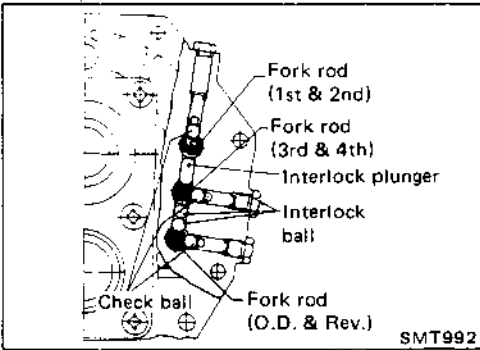 Fork rod
(1st & 2nd)
Fork rod
(3rd & 4th)
Interlock plunger
Interlock
ball
Check ball
Fork rod
(O.D. & Rev.)
SMT992